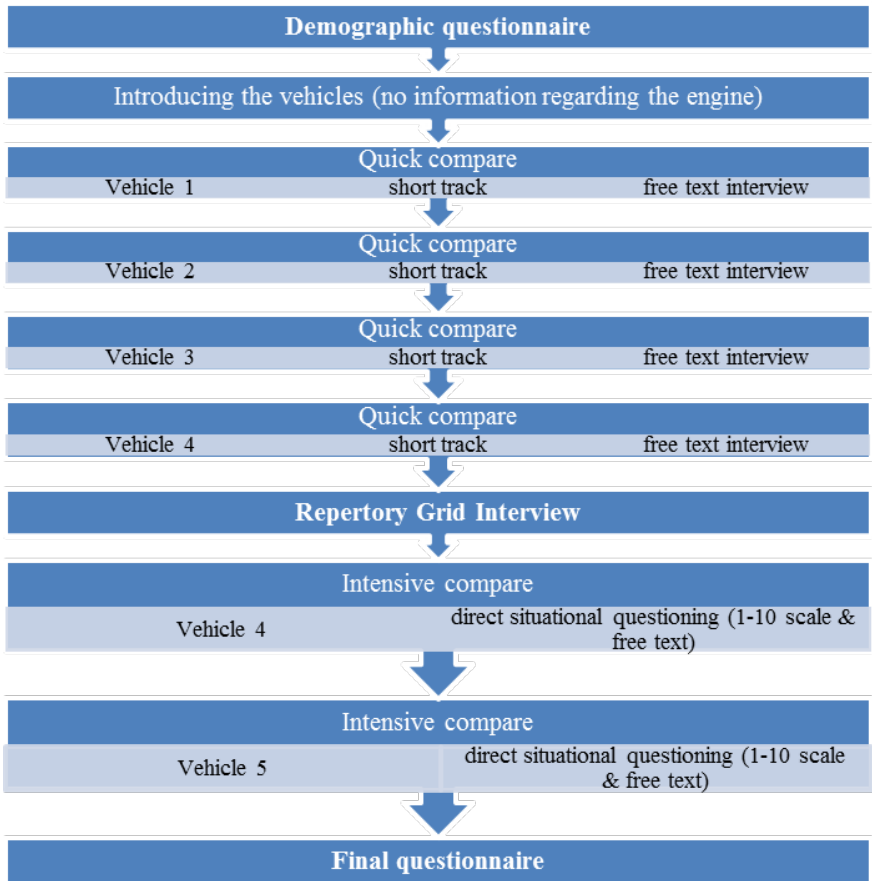 Demographic questionnaire
Introducing the vehicles (no information regarding the engine)
Quick compare
Vehicle 1 short track free text interview
Quick compare
Vehicle 2 short track free text interview
Quick compare
Vehicle 3 short track free text interview
Quick compare
Vehicle 4 short track free text interview
Repertory Grid Interview
Intensive compare
Vehicle 4
direct situational questioning (1-10 scale &
free text)
Intensive compare
Vehicle 5
direct situational questioning (1-10 scale
& free text)
Final questionnaire